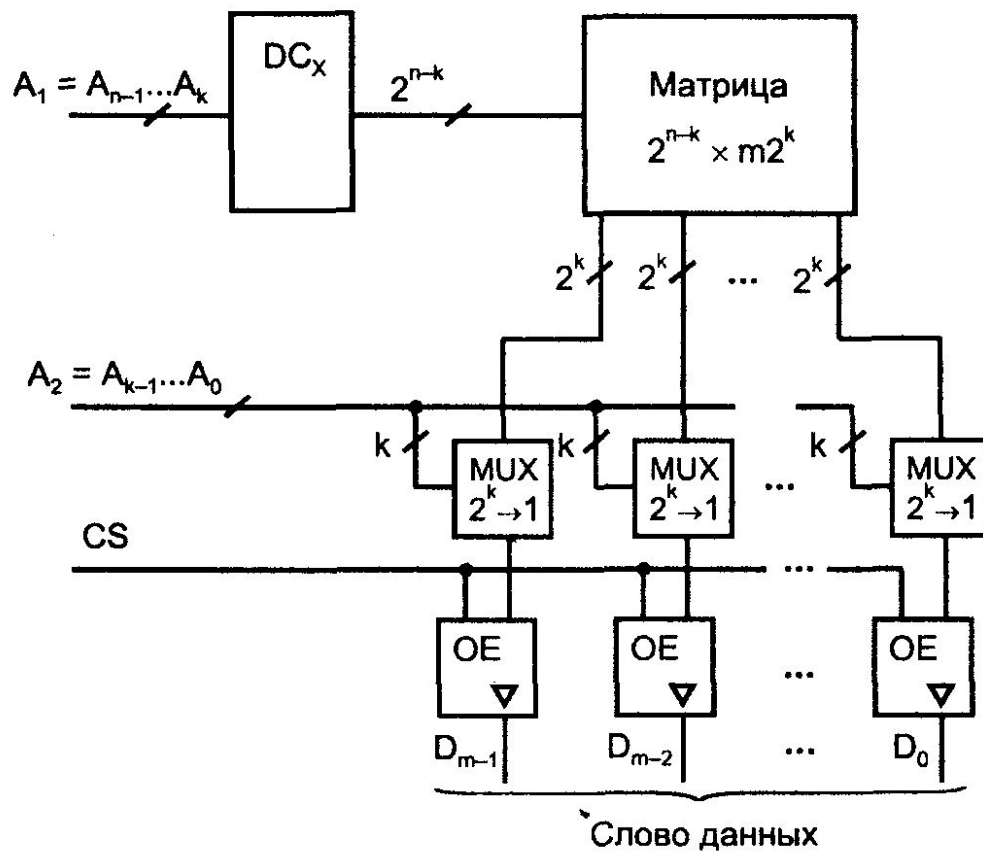 DCₓ
A₁ = Aₙ₋₁...Aₖ
2ⁿ⁻ᵏ
Матрица
2ⁿ⁻ᵏ × m2ᵏ
2ᵏ 2ᵏ ... 2ᵏ
A₂ = Aₖ₋₁...A₀
k k ... k
MUX MUX ... MUX
2ᵏ→1 2ᵏ→1 2ᵏ→1
CS
...
OE OE ... OE
Dₘ₋₁ Dₘ₋₂ ... D₀
Слово данных